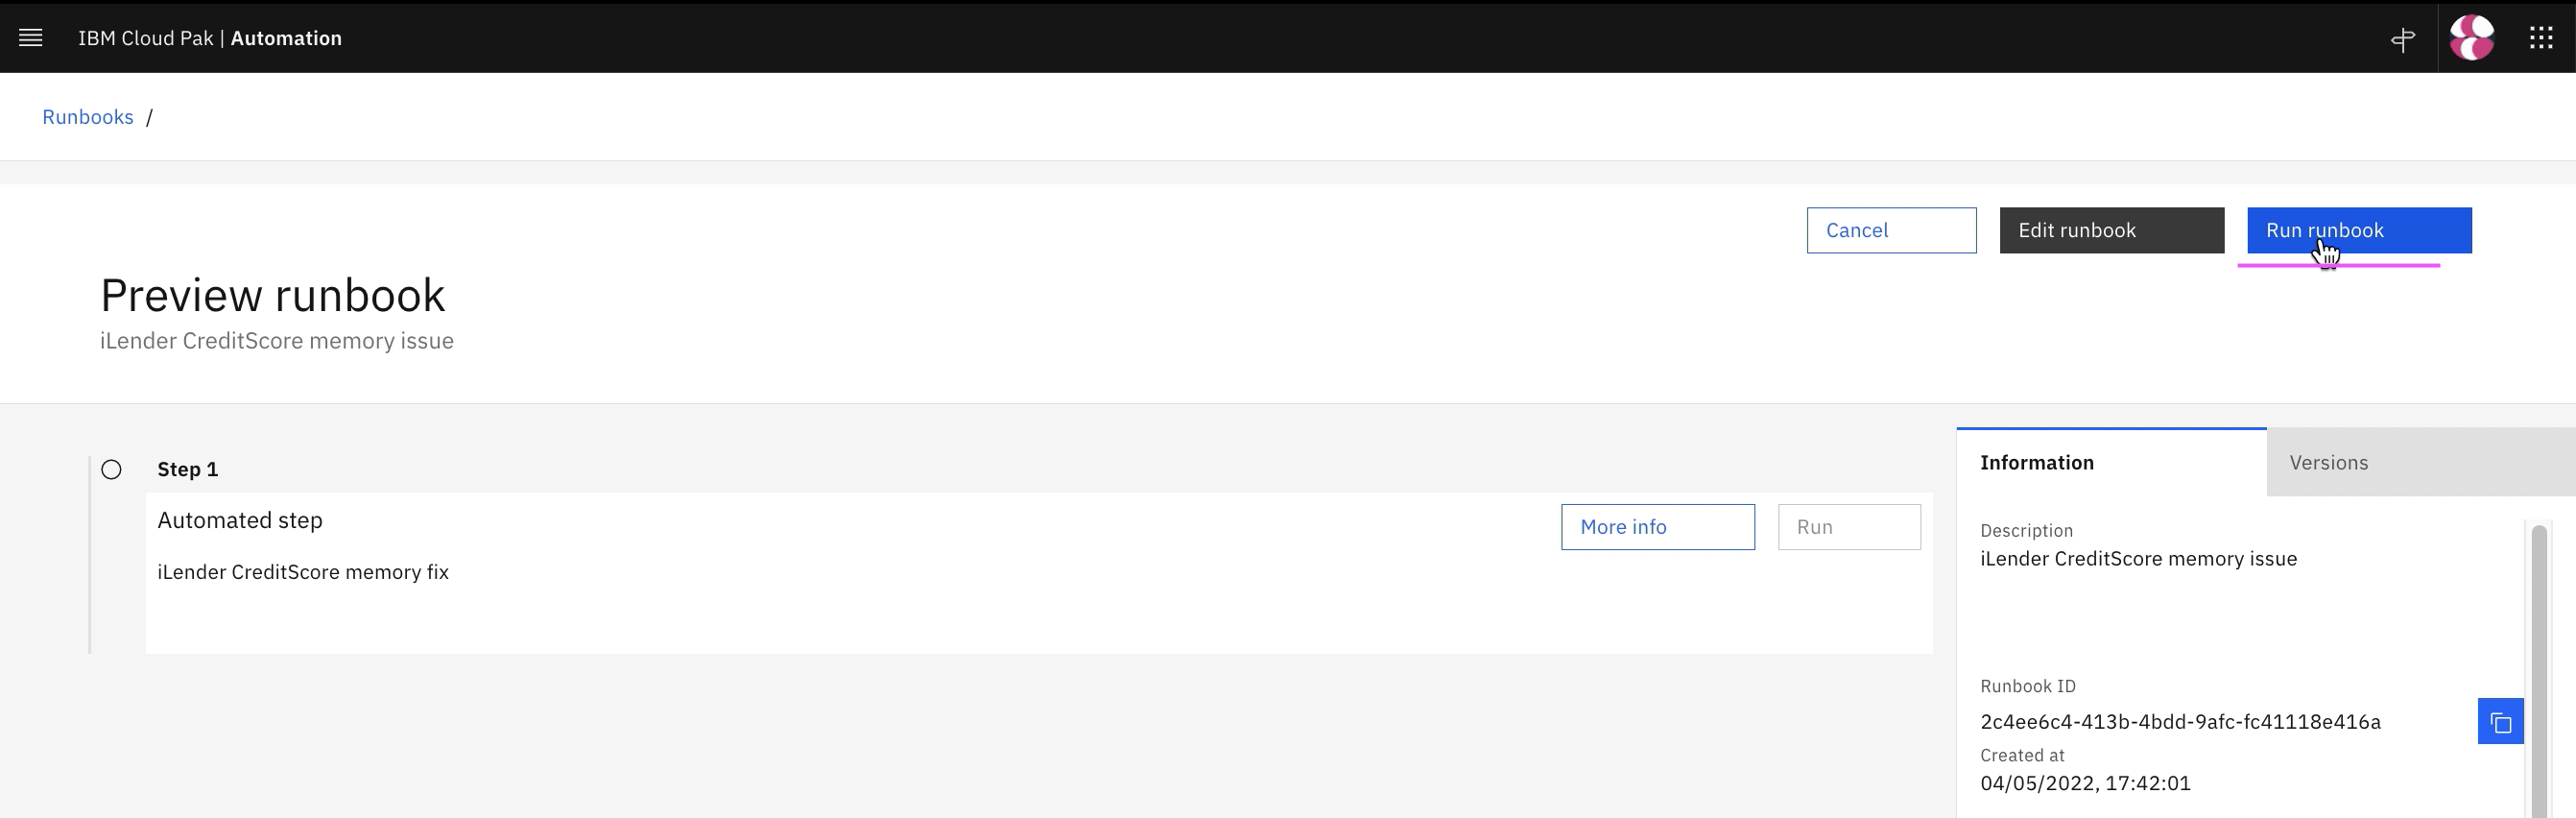 IBM Cloud Pak | Automation
Runbooks /
Cancel
Edit runbook
Run runbook
Preview runbook
iLender CreditScore memory issue
Step 1
Automated step
More info
Run
iLender CreditScore memory fix
Information
Versions
Description
iLender CreditScore memory issue
Runbook ID
2c4ee6c4-413b-4bdd-9afc-fc41118e416a
Created at
04/05/2022, 17:42:01